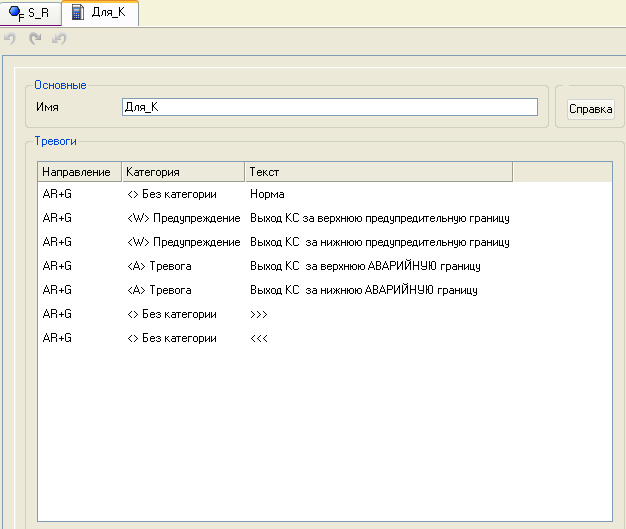 S_R Для_К
Основные
Имя Для_К Справка
Тревоги
Направление Категория Текст
AR+G <> Без категории Норма
AR+G <W> Предупреждение Выход КС за верхнюю предупредительную границу
AR+G <W> Предупреждение Выход КС за нижнюю предупредительную границу
AR+G <A> Тревога Выход КС за верхнюю АВАРИЙНУЮ границу
AR+G <A> Тревога Выход КС за нижнюю АВАРИЙНУЮ границу
AR+G <> Без категории >>>
AR+G <> Без категории <<<